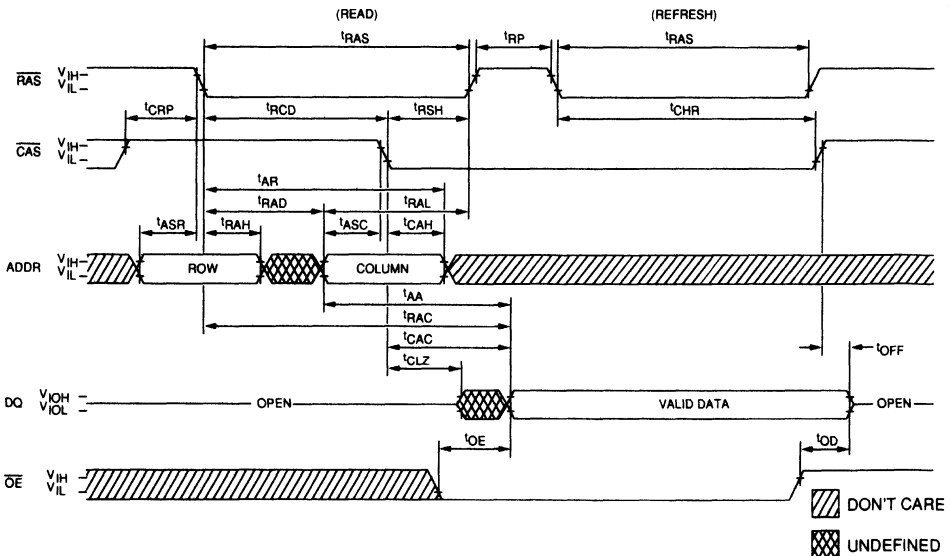 (READ) (REFRESH)
tRAS tRP tRAS
RAS VIH VIL
tCRP tRCD tRSH tCHR
CAS VIH VIL
tAR
tRAD tRAL
tASR tRAH tASC tCAH
ADDR VIH VIL ROW COLUMN
tAA
tRAC
tCAC tOFF
tCLZ
DQ VIOH VIOL OPEN VALID DATA OPEN
tOE tOD
OE VIH VIL
DON'T CARE
UNDEFINED